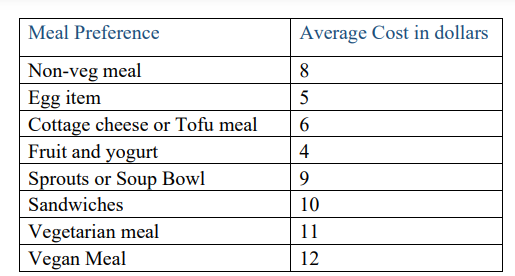 Meal Preference Average Cost in dollars
Non-veg meal 8
Egg item 5
Cottage cheese or Tofu meal 6
Fruit and yogurt 4
Sprouts or Soup Bowl 9
Sandwiches 10
Vegetarian meal 11
Vegan Meal 12